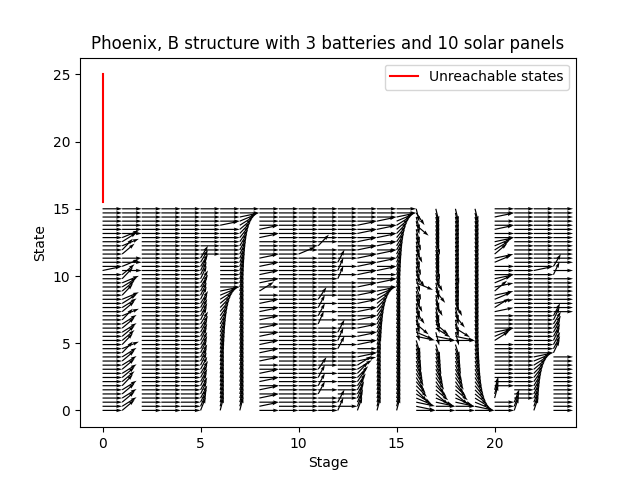 Phoenix, B structure with 3 batteries and 10 solar panels
Unreachable states
25
20
15
10
5
0
State
0 5 10 15 20
Stage